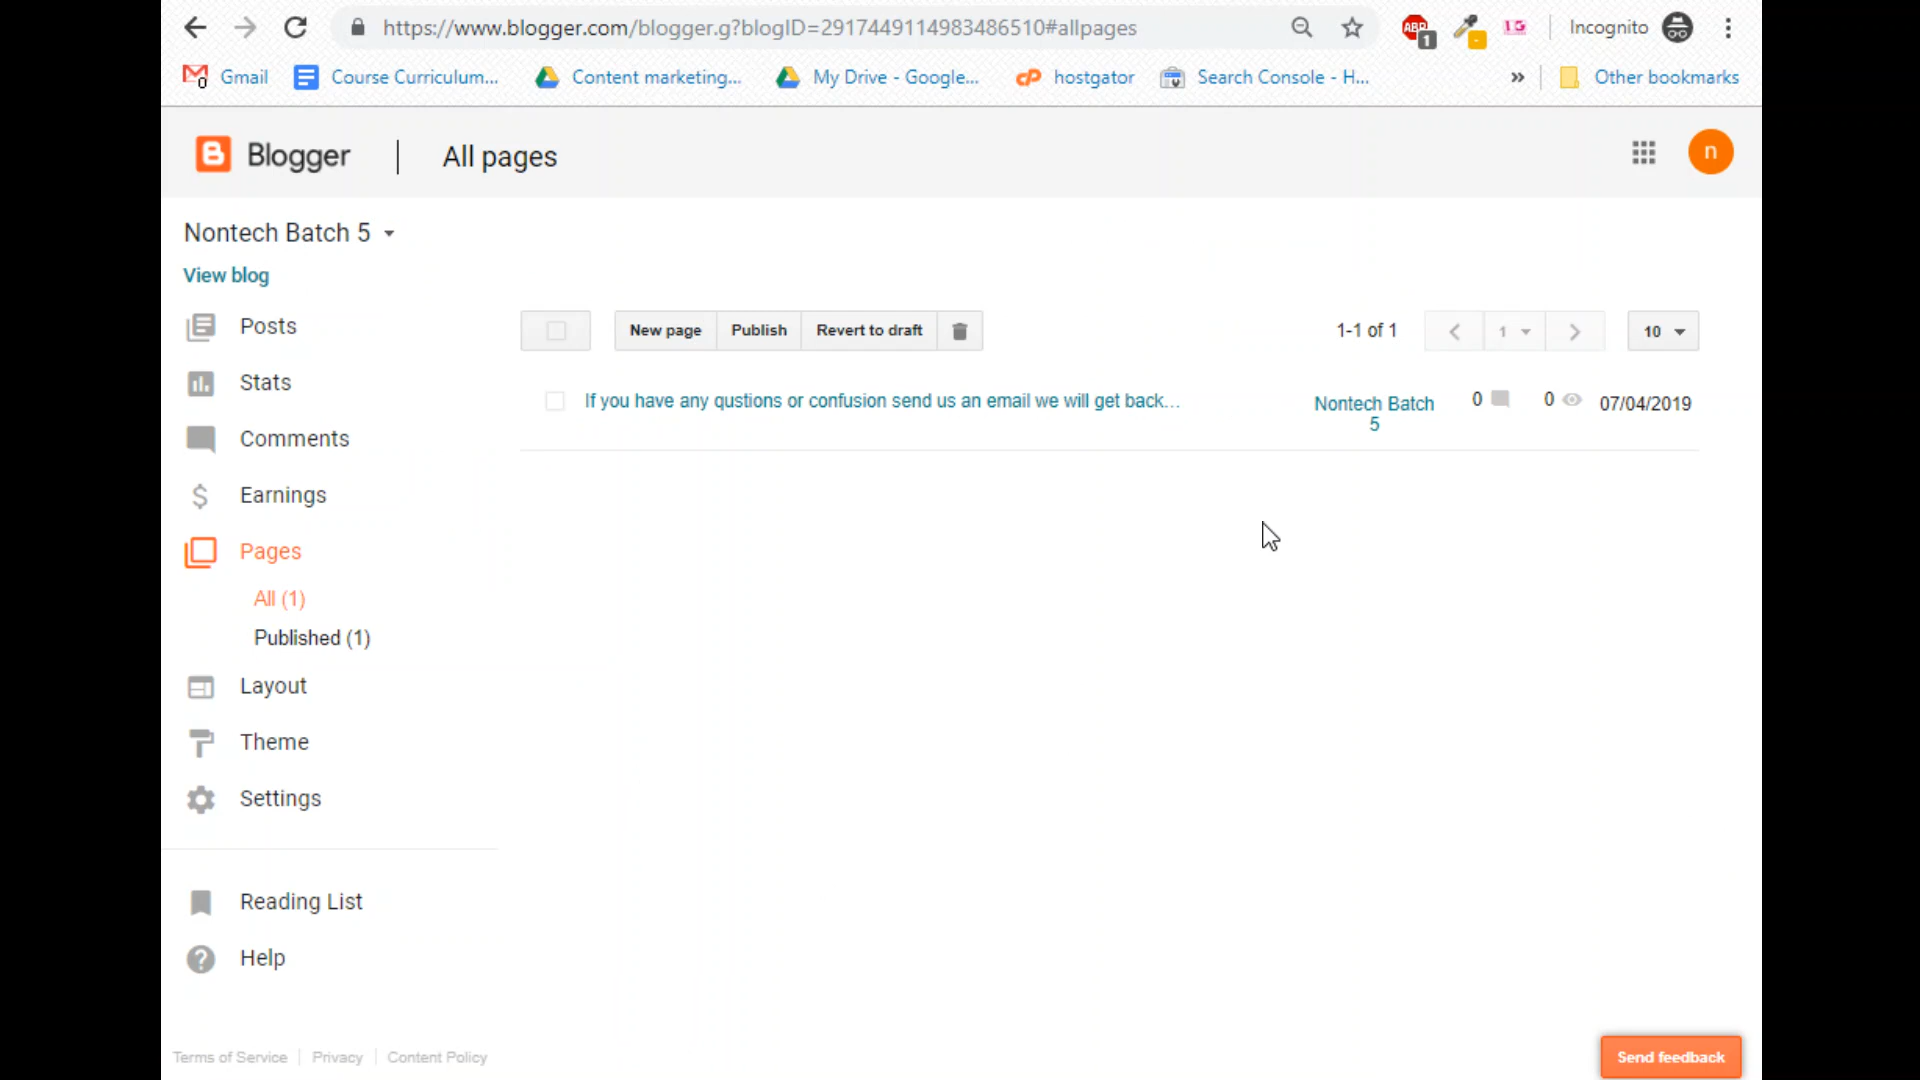 https://www.blogger.com/blogger.g?blogID=2917449114983486510#allpages
ABP
1
LG
Incognito
Gmail
Course Curriculum...
Content marketing...
My Drive - Google...
cP hostgator
Search Console - H...
»
Other bookmarks
Blogger
All pages
n
Nontech Batch 5
View blog
Posts
New page
Publish
Revert to draft
1-1 of 1
1
10
Stats
If you have any qustions or confusion send us an email we will get back...
Nontech Batch
5
0
0
07/04/2019
Comments
Earnings
Pages
All (1)
Published (1)
Layout
Theme
Settings
Reading List
Help
Terms of Service
Privacy
Content Policy
Send feedback